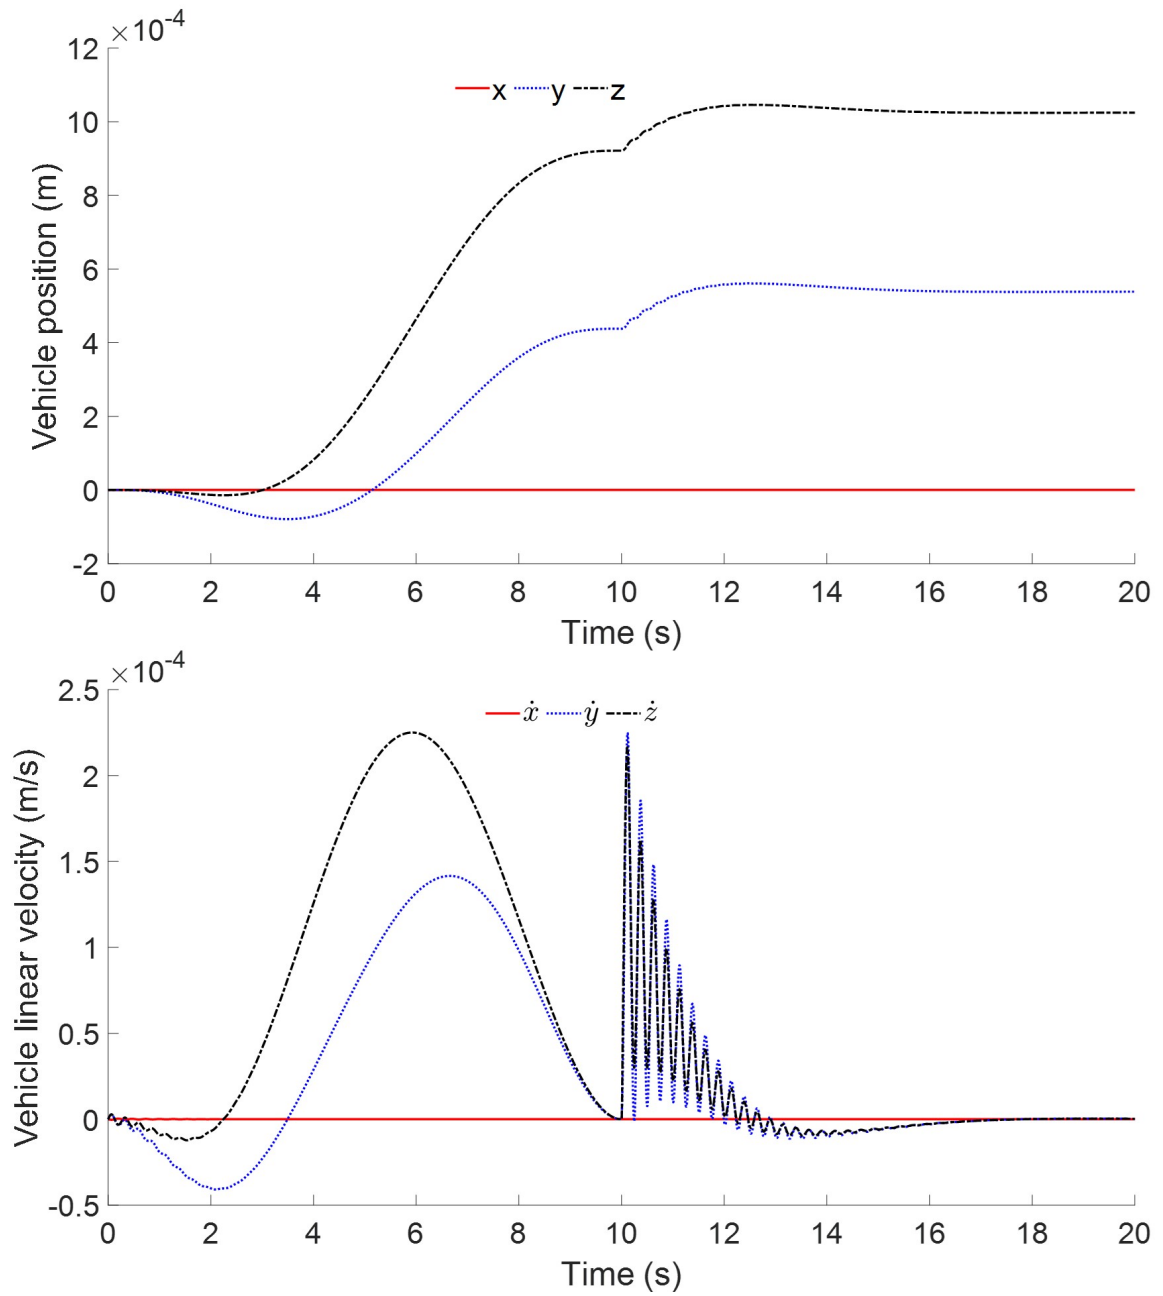 ×10⁻⁴
12
x y z
10
8
6
4
2
0
-2
Vehicle position (m)
0 2 4 6 8 10 12 14 16 18 20
Time (s)
×10⁻⁴
2.5
ẋ ẏ ż
2
1.5
1
0.5
0
-0.5
Vehicle linear velocity (m/s)
0 2 4 6 8 10 12 14 16 18 20
Time (s)